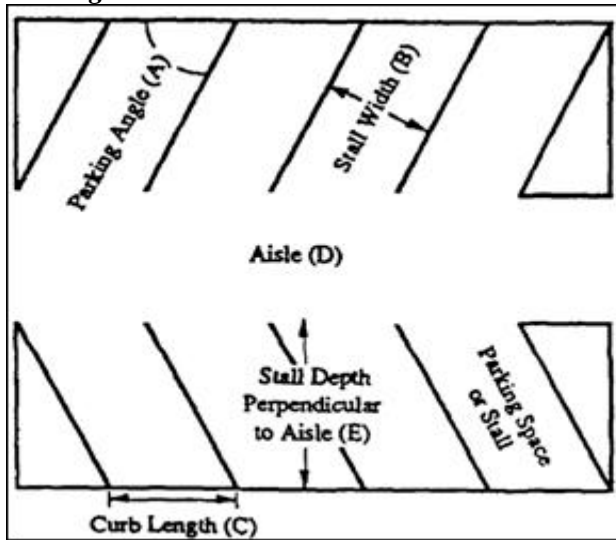 Parking Angle (A)
Stall Width (B)
Aisle (D)
Stall Depth
Perpendicular
to Aisle (E)
Parking Space
or Stall
Curb Length (C)